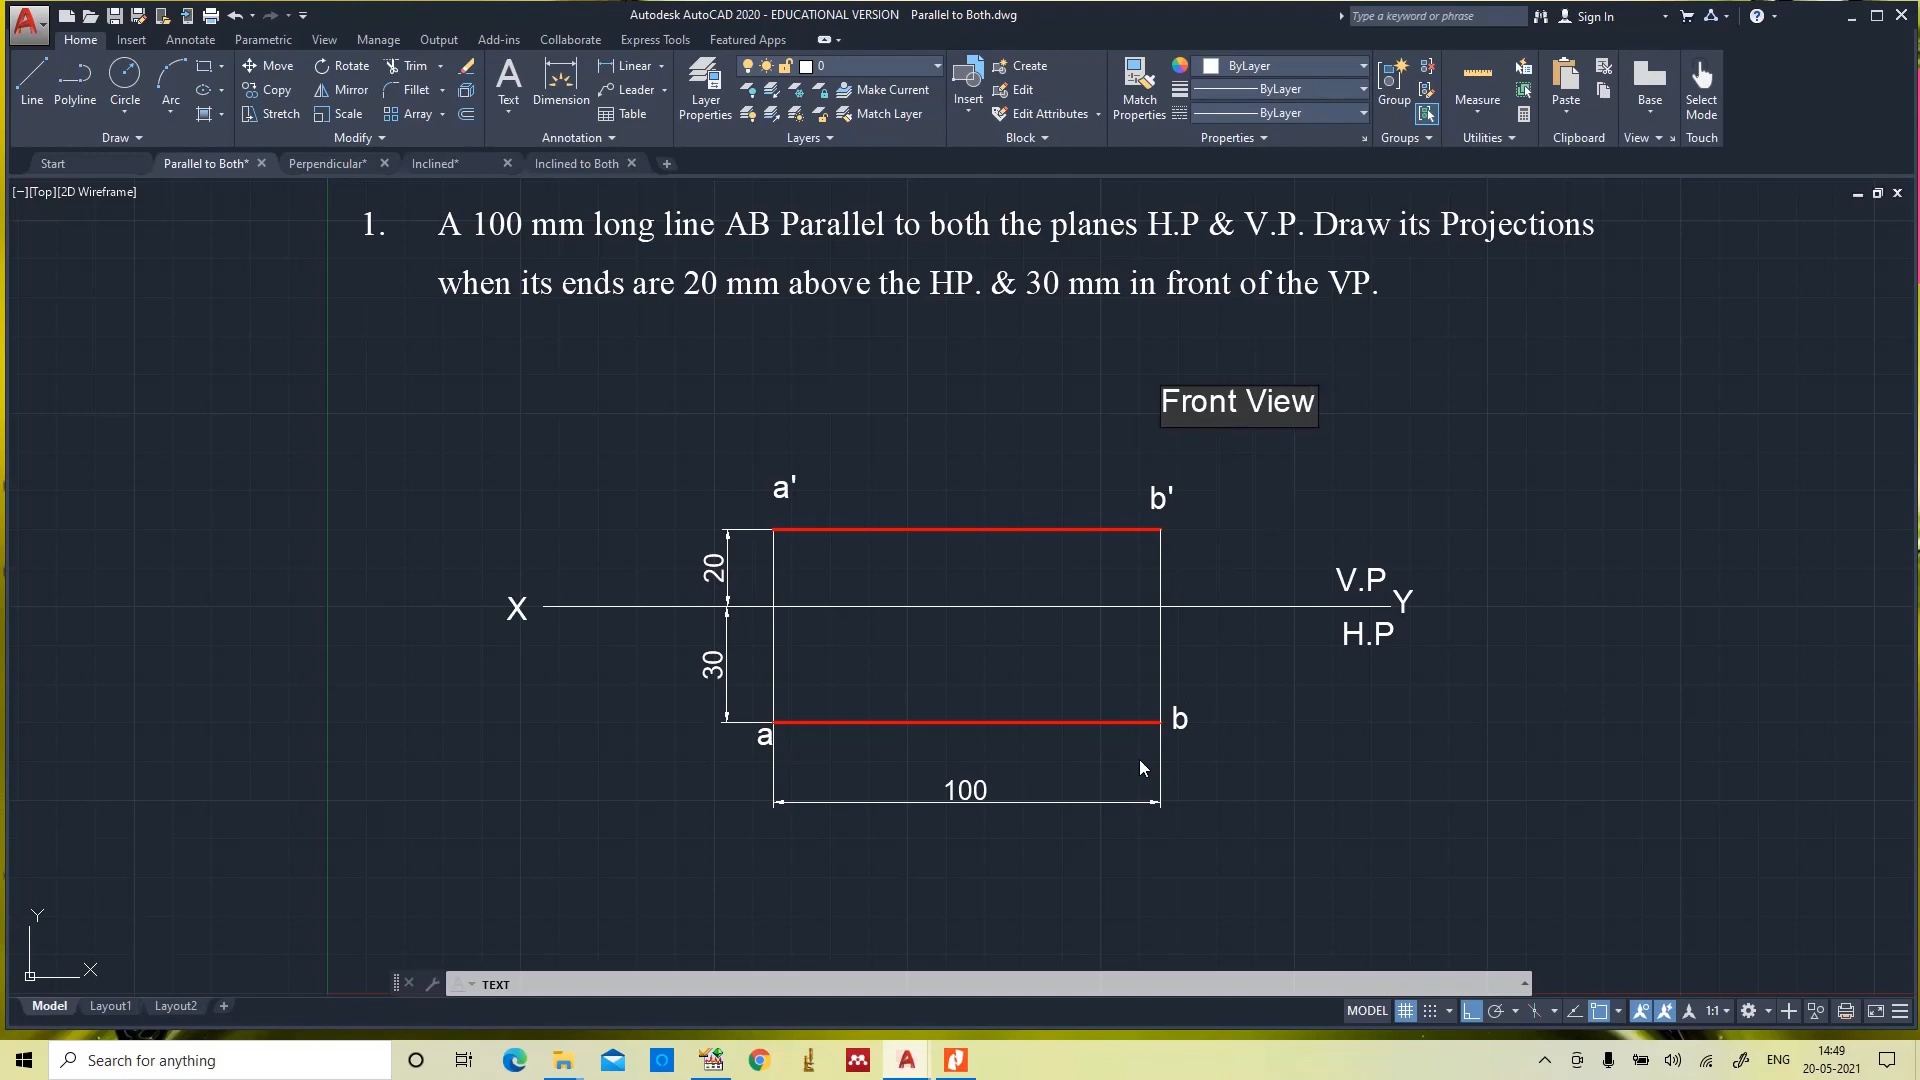 Autodesk AutoCAD 2020 - EDUCATIONAL VERSION Parallel to Both.dwg
Type a keyword or phrase
Sign In
Home Insert Annotate Parametric View Manage Output Add-ins Collaborate Express Tools Featured Apps
Line Polyline Circle Arc
Move Rotate Trim
Copy Mirror Fillet
Stretch Scale Array
Text Dimension
Linear
Leader
Table
Layer Properties
0
Make Current
Match Layer
Insert
Create
Edit
Edit Attributes
Match Properties
ByLayer
ByLayer
ByLayer
Group
Measure
Paste
Base
Select Mode
Draw Modify Annotation Layers Block Properties Groups Utilities Clipboard View Touch
Start Parallel to Both* Perpendicular* Inclined* Inclined to Both
[−][Top][2D Wireframe]
1. A 100 mm long line AB Parallel to both the planes H.P & V.P. Draw its Projections
when its ends are 20 mm above the HP. & 30 mm in front of the VP.
Front View
a' b'
20
V.P
X Y
H.P
30
a b
100
Y
X
TEXT
Model Layout1 Layout2
MODEL 1:1
Search for anything
ENG
14:49
20-05-2021